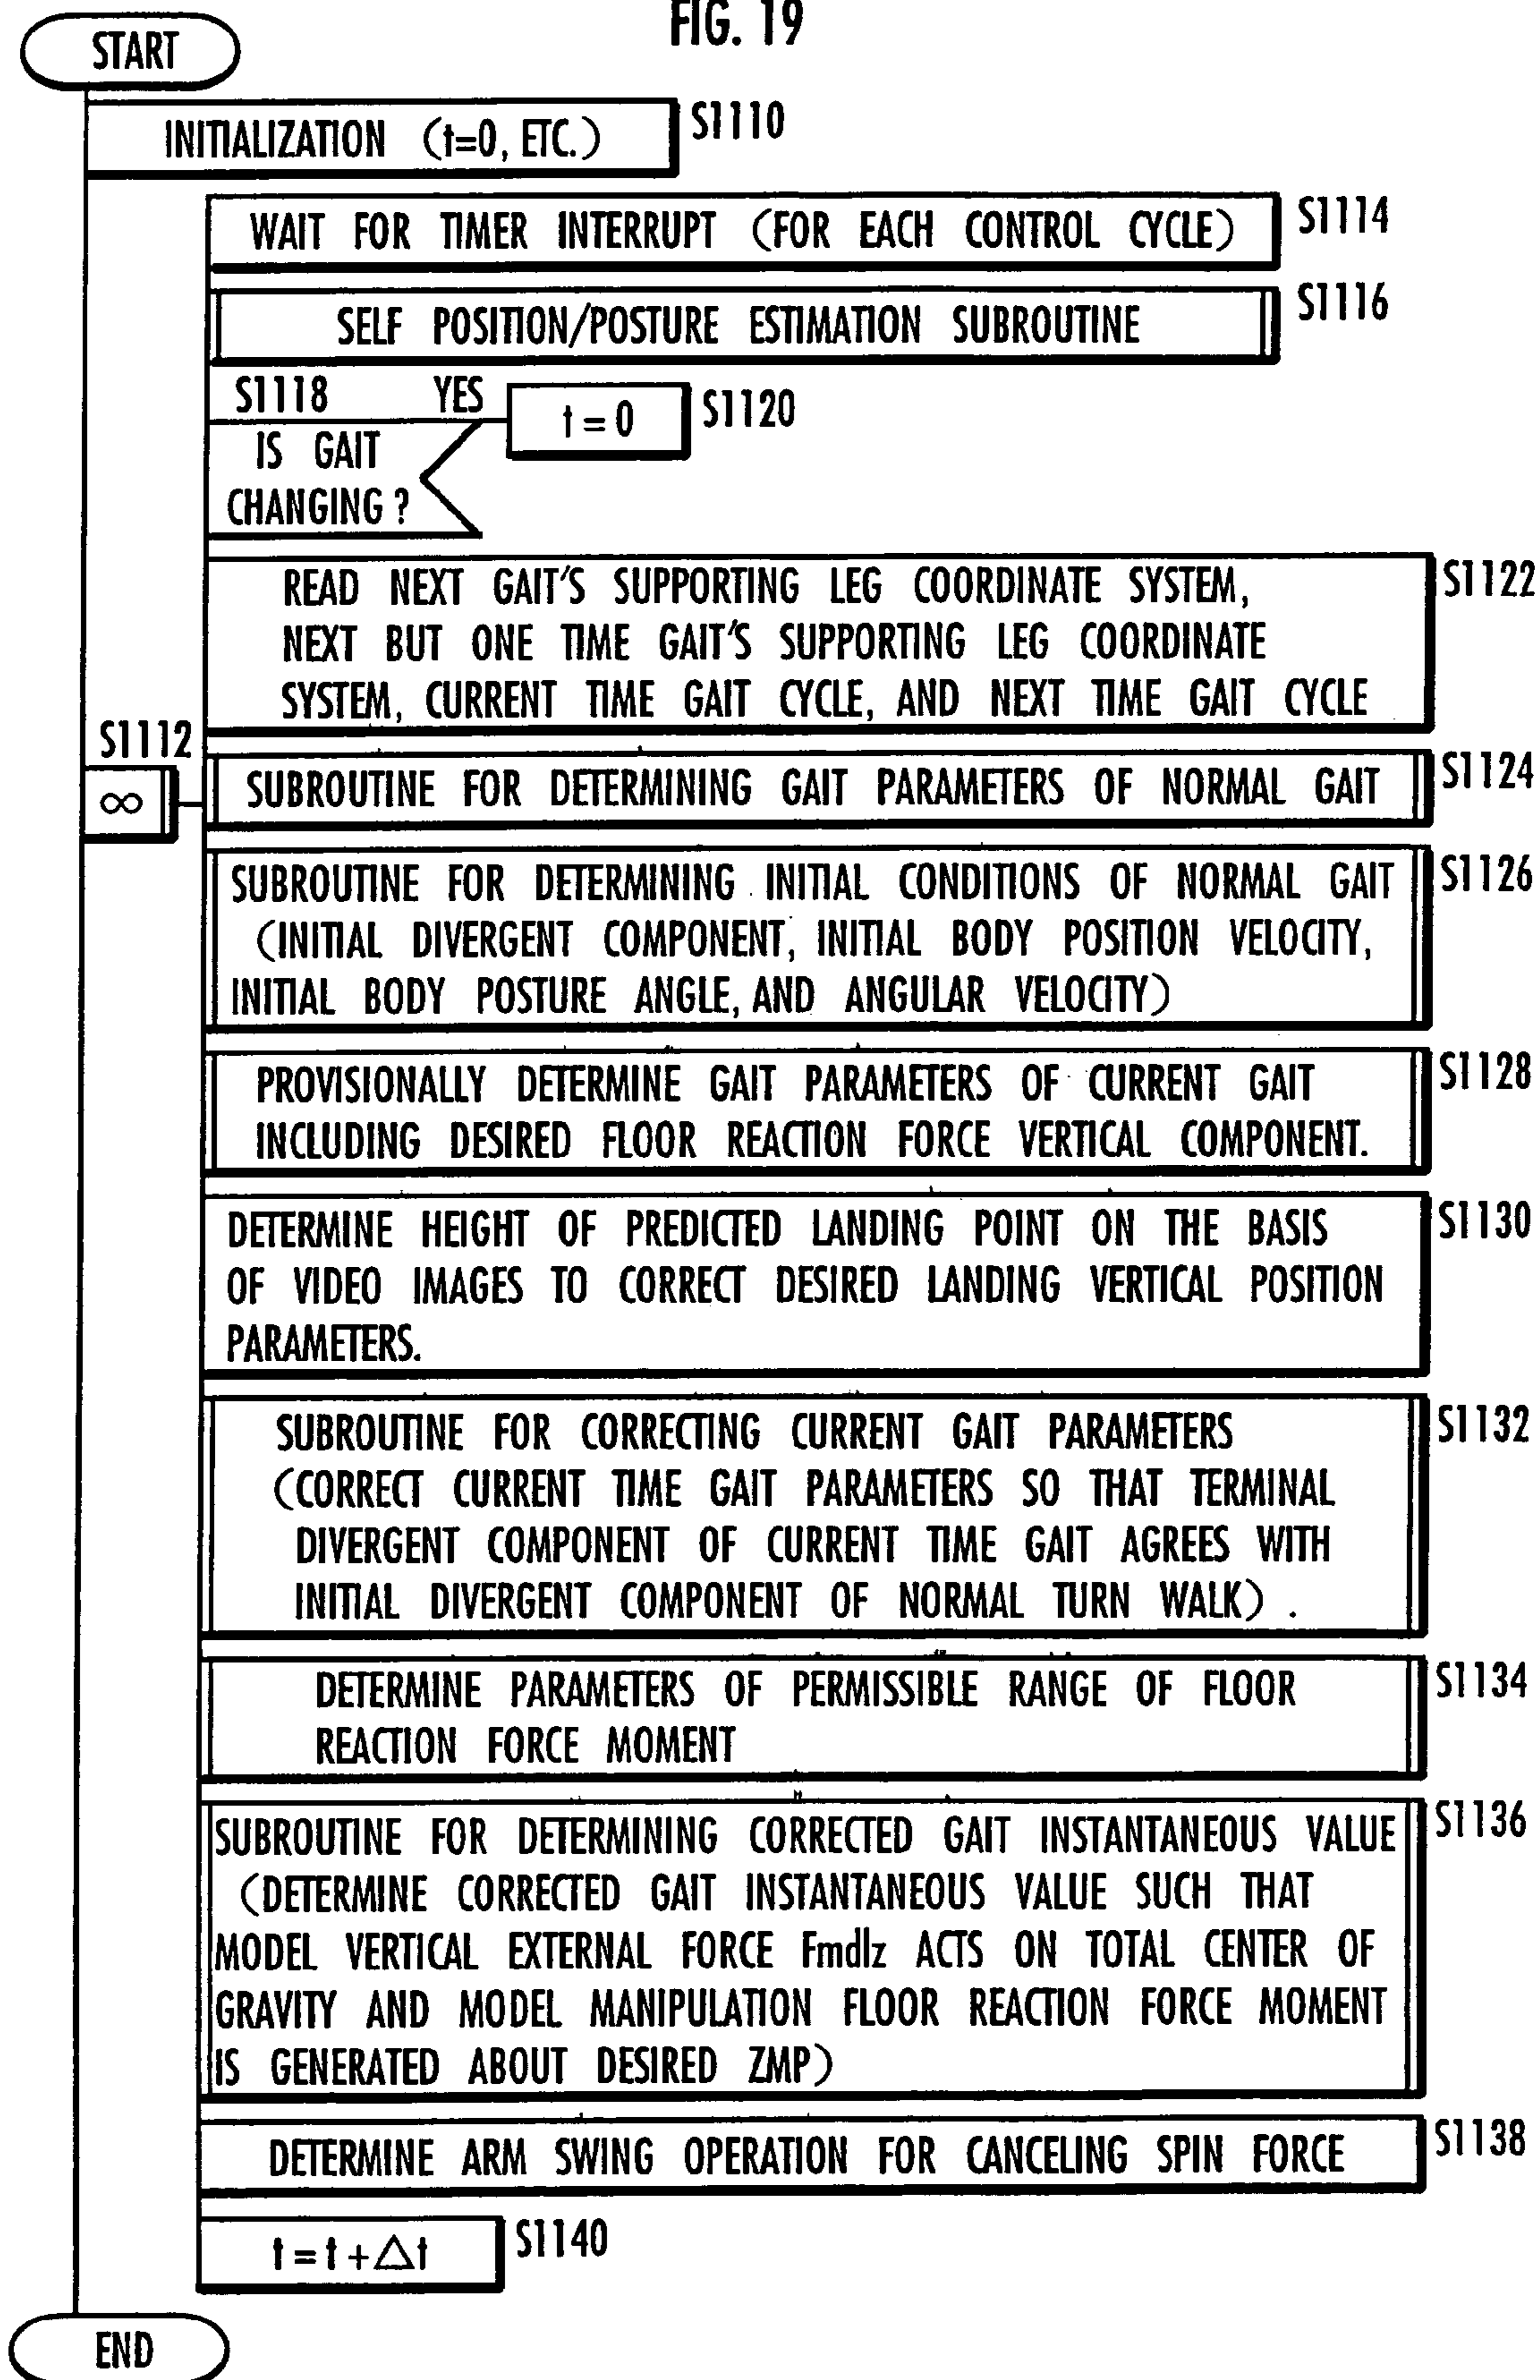 FIG. 19
START
INITIALIZATION (t=0, ETC.)
S1110
WAIT FOR TIMER INTERRUPT (FOR EACH CONTROL CYCLE)
S1114
SELF POSITION/POSTURE ESTIMATION SUBROUTINE
S1116
S1118
YES
IS GAIT
CHANGING?
t=0
S1120
READ NEXT GAIT'S SUPPORTING LEG COORDINATE SYSTEM,
NEXT BUT ONE TIME GAIT'S SUPPORTING LEG COORDINATE
SYSTEM, CURRENT TIME GAIT CYCLE, AND NEXT TIME GAIT CYCLE
S1122
S1112
∞
SUBROUTINE FOR DETERMINING GAIT PARAMETERS OF NORMAL GAIT
S1124
SUBROUTINE FOR DETERMINING INITIAL CONDITIONS OF NORMAL GAIT
(INITIAL DIVERGENT COMPONENT, INITIAL BODY POSITION VELOCITY,
INITIAL BODY POSTURE ANGLE, AND ANGULAR VELOCITY)
S1126
PROVISIONALLY DETERMINE GAIT PARAMETERS OF CURRENT GAIT
INCLUDING DESIRED FLOOR REACTION FORCE VERTICAL COMPONENT.
S1128
DETERMINE HEIGHT OF PREDICTED LANDING POINT ON THE BASIS
OF VIDEO IMAGES TO CORRECT DESIRED LANDING VERTICAL POSITION
PARAMETERS.
S1130
SUBROUTINE FOR CORRECTING CURRENT GAIT PARAMETERS
(CORRECT CURRENT TIME GAIT PARAMETERS SO THAT TERMINAL
DIVERGENT COMPONENT OF CURRENT TIME GAIT AGREES WITH
INITIAL DIVERGENT COMPONENT OF NORMAL TURN WALK).
S1132
DETERMINE PARAMETERS OF PERMISSIBLE RANGE OF FLOOR
REACTION FORCE MOMENT
S1134
SUBROUTINE FOR DETERMINING CORRECTED GAIT INSTANTANEOUS VALUE
(DETERMINE CORRECTED GAIT INSTANTANEOUS VALUE SUCH THAT
MODEL VERTICAL EXTERNAL FORCE Fmdlz ACTS ON TOTAL CENTER OF
GRAVITY AND MODEL MANIPULATION FLOOR REACTION FORCE MOMENT
IS GENERATED ABOUT DESIRED ZMP)
S1136
DETERMINE ARM SWING OPERATION FOR CANCELING SPIN FORCE
S1138
t=t+△t
S1140
END